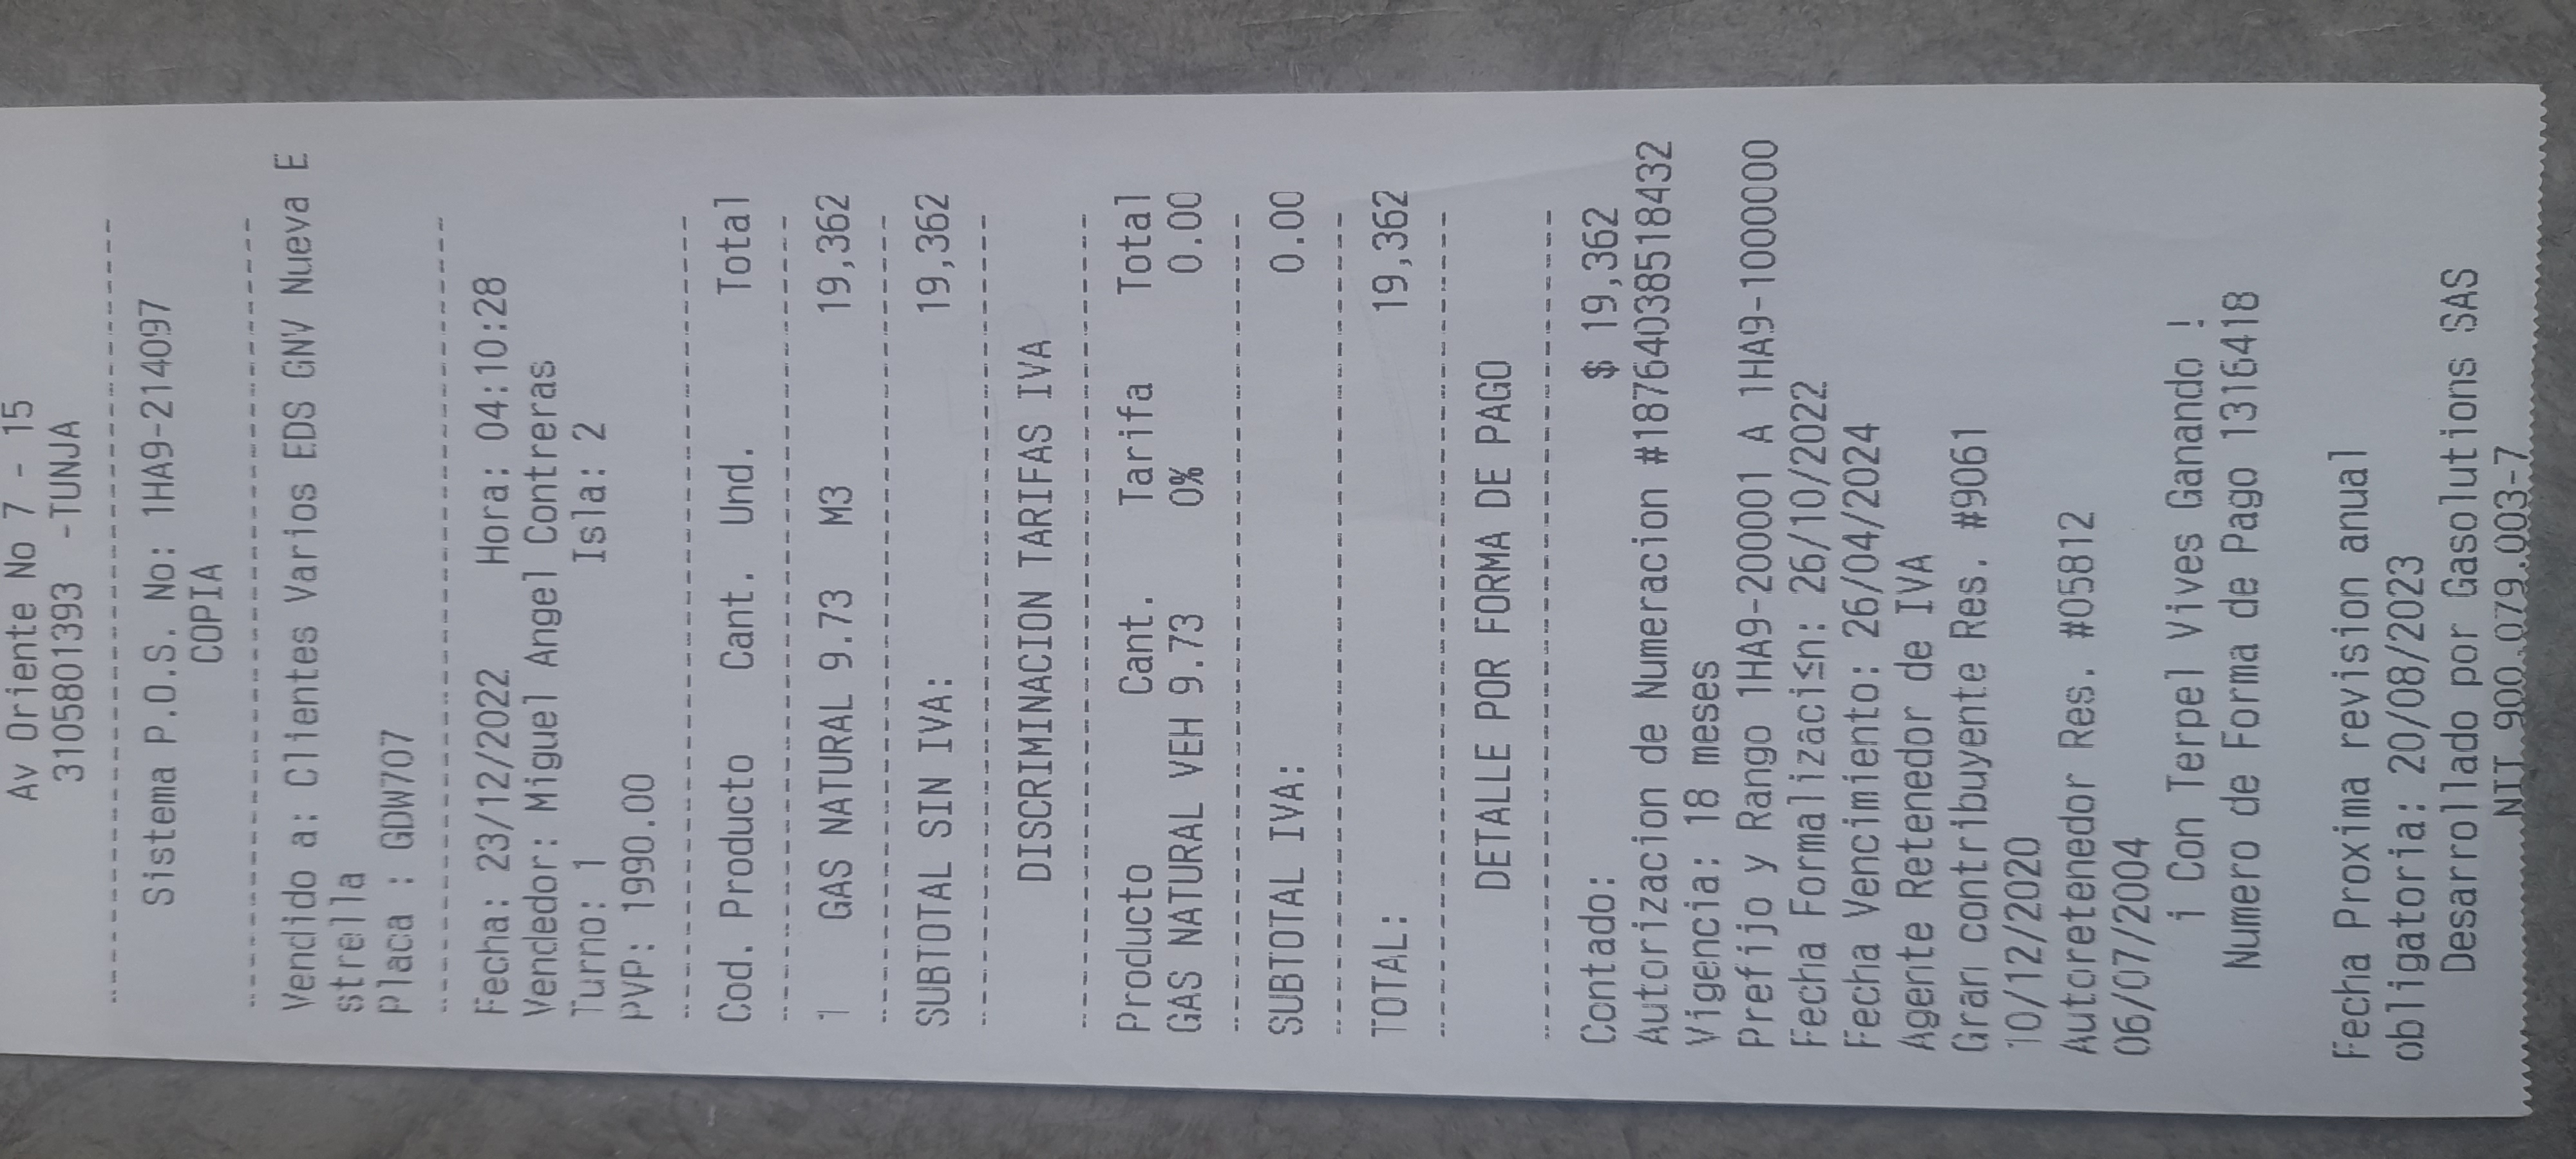 Av Oriente No 7 - 15
3105801393 -TUNJA
Sistema P.O.S. No: 1HA9-214097
COPIA
Vendido a: Clientes Varios EDS GNV Nueva E
strella
Placa : GDW707
Fecha: 23/12/2022 Hora: 04:10:28
Vendedor: Miguel Angel Contreras
Turno: 1 Isla: 2
PVP: 1990.00
Cod. Producto Cant. Und. Total
1 GAS NATURAL 9.73 M3 19,362
SUBTOTAL SIN IVA: 19,362
DISCRIMINACION TARIFAS IVA
Producto Cant. Tarifa Total
GAS NATURAL VEH 9.73 0% 0.00
SUBTOTAL IVA: 0.00
TOTAL: 19,362
DETALLE POR FORMA DE PAGO
Contado: $ 19,362
Autorizacion de Numeracion #18764038518432
Vigencia: 18 meses
Prefijo y Rango 1HA9-200001 A 1HA9-1000000
Fecha Formalizaci≤n: 26/10/2022
Fecha Vencimiento: 26/04/2024
Agente Retenedor de IVA
Gran contribuyente Res. #9061
10/12/2020
Autoretenedor Res. #05812
06/07/2004
¡ Con Terpel Vives Ganando !
Numero de Forma de Pago 1316418
Fecha Proxima revision anual
obligatoria: 20/08/2023
Desarrollado por Gasolutions SAS
NIT 900.079.003-7